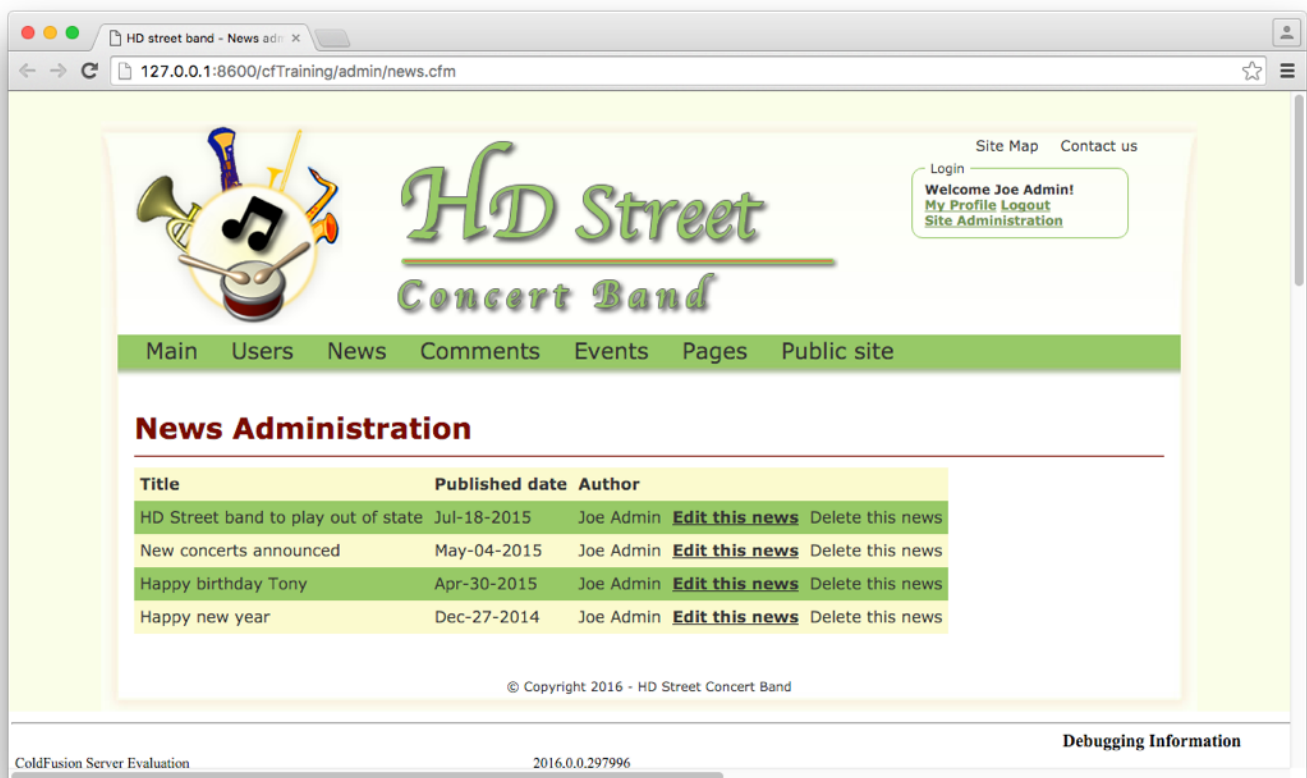 HD street band - News adm
127.0.0.1:8600/cfTraining/admin/news.cfm
HD Street
Concert Band
Site Map Contact us
Login
Welcome Joe Admin!
My Profile Logout
Site Administration
Main Users News Comments Events Pages Public site
News Administration
Title Published date Author
HD Street band to play out of state Jul-18-2015 Joe Admin Edit this news Delete this news
New concerts announced May-04-2015 Joe Admin Edit this news Delete this news
Happy birthday Tony Apr-30-2015 Joe Admin Edit this news Delete this news
Happy new year Dec-27-2014 Joe Admin Edit this news Delete this news
© Copyright 2016 - HD Street Concert Band
Debugging Information
ColdFusion Server Evaluation 2016.0.0.297996